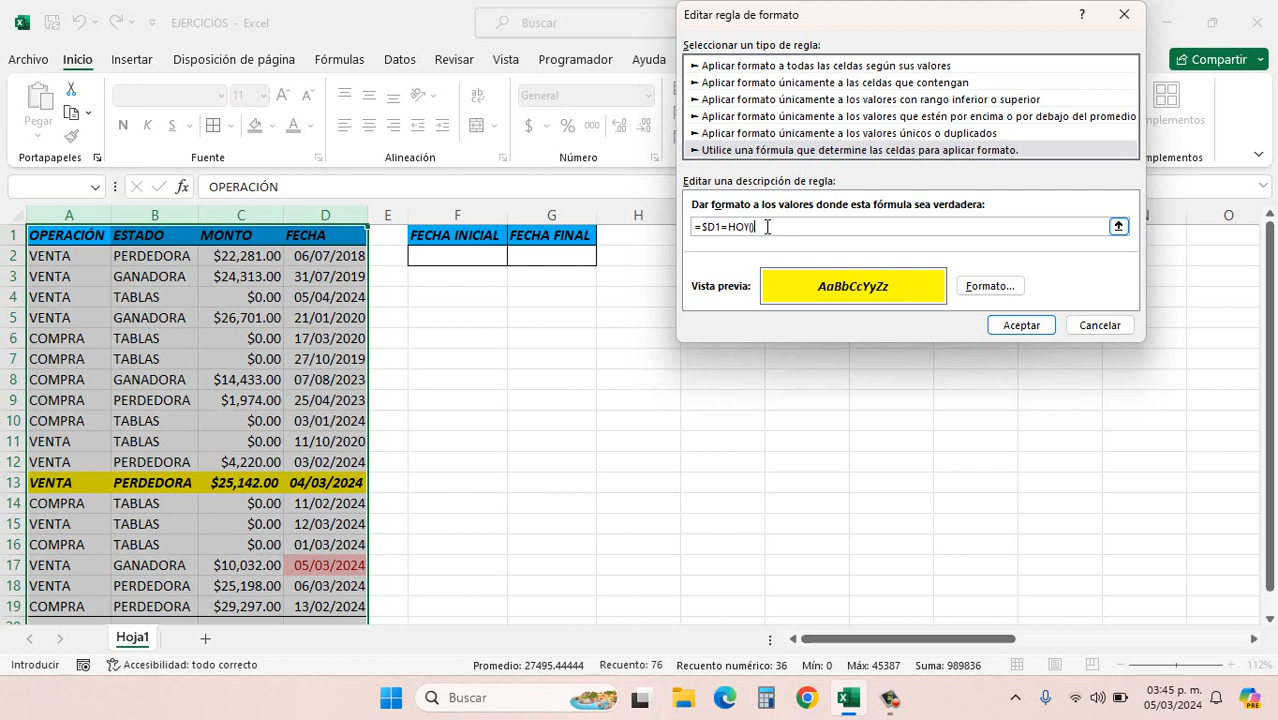 EJERCICIOS - Excel
Buscar
Archivo Inicio Insertar Disposición de página Fórmulas Datos Revisar Vista Programador Ayuda
Compartir
Pegar
11
General
Portapapeles Fuente Alineación Número
Complementos
OPERACIÓN
A B C D E F G H N O
1 OPERACIÓN ESTADO MONTO FECHA FECHA INICIAL FECHA FINAL
2 VENTA PERDEDORA $22,281.00 06/07/2018
3 VENTA GANADORA $24,313.00 31/07/2019
4 VENTA TABLAS $0.00 05/04/2024
5 VENTA GANADORA $26,701.00 21/01/2020
6 COMPRA TABLAS $0.00 17/03/2020
7 COMPRA TABLAS $0.00 27/10/2019
8 COMPRA GANADORA $14,433.00 07/08/2023
9 COMPRA PERDEDORA $1,974.00 25/04/2023
10 COMPRA TABLAS $0.00 03/01/2024
11 VENTA TABLAS $0.00 11/10/2020
12 VENTA PERDEDORA $4,220.00 03/02/2024
13 VENTA PERDEDORA $25,142.00 04/03/2024
14 COMPRA TABLAS $0.00 11/02/2024
15 VENTA TABLAS $0.00 12/03/2024
16 COMPRA TABLAS $0.00 01/03/2024
17 VENTA GANADORA $10,032.00 05/03/2024
18 VENTA PERDEDORA $25,198.00 06/03/2024
19 COMPRA PERDEDORA $29,297.00 13/02/2024
Editar regla de formato
Seleccionar un tipo de regla:
► Aplicar formato a todas las celdas según sus valores
► Aplicar formato únicamente a las celdas que contengan
► Aplicar formato únicamente a los valores con rango inferior o superior
► Aplicar formato únicamente a los valores que estén por encima o por debajo del promedio
► Aplicar formato únicamente a los valores únicos o duplicados
► Utilice una fórmula que determine las celdas para aplicar formato.
Editar una descripción de regla:
Dar formato a los valores donde esta fórmula sea verdadera:
=$D1=HOY()
Vista previa: AaBbCcYyZz Formato...
Aceptar Cancelar
Hoja1
Introducir Accesibilidad: todo correcto Promedio: 27495.44444 Recuento: 76 Recuento numérico: 36 Mín: 0 Máx: 45387 Suma: 989836 112%
Búsqueda
03:45 p. m.
05/03/2024